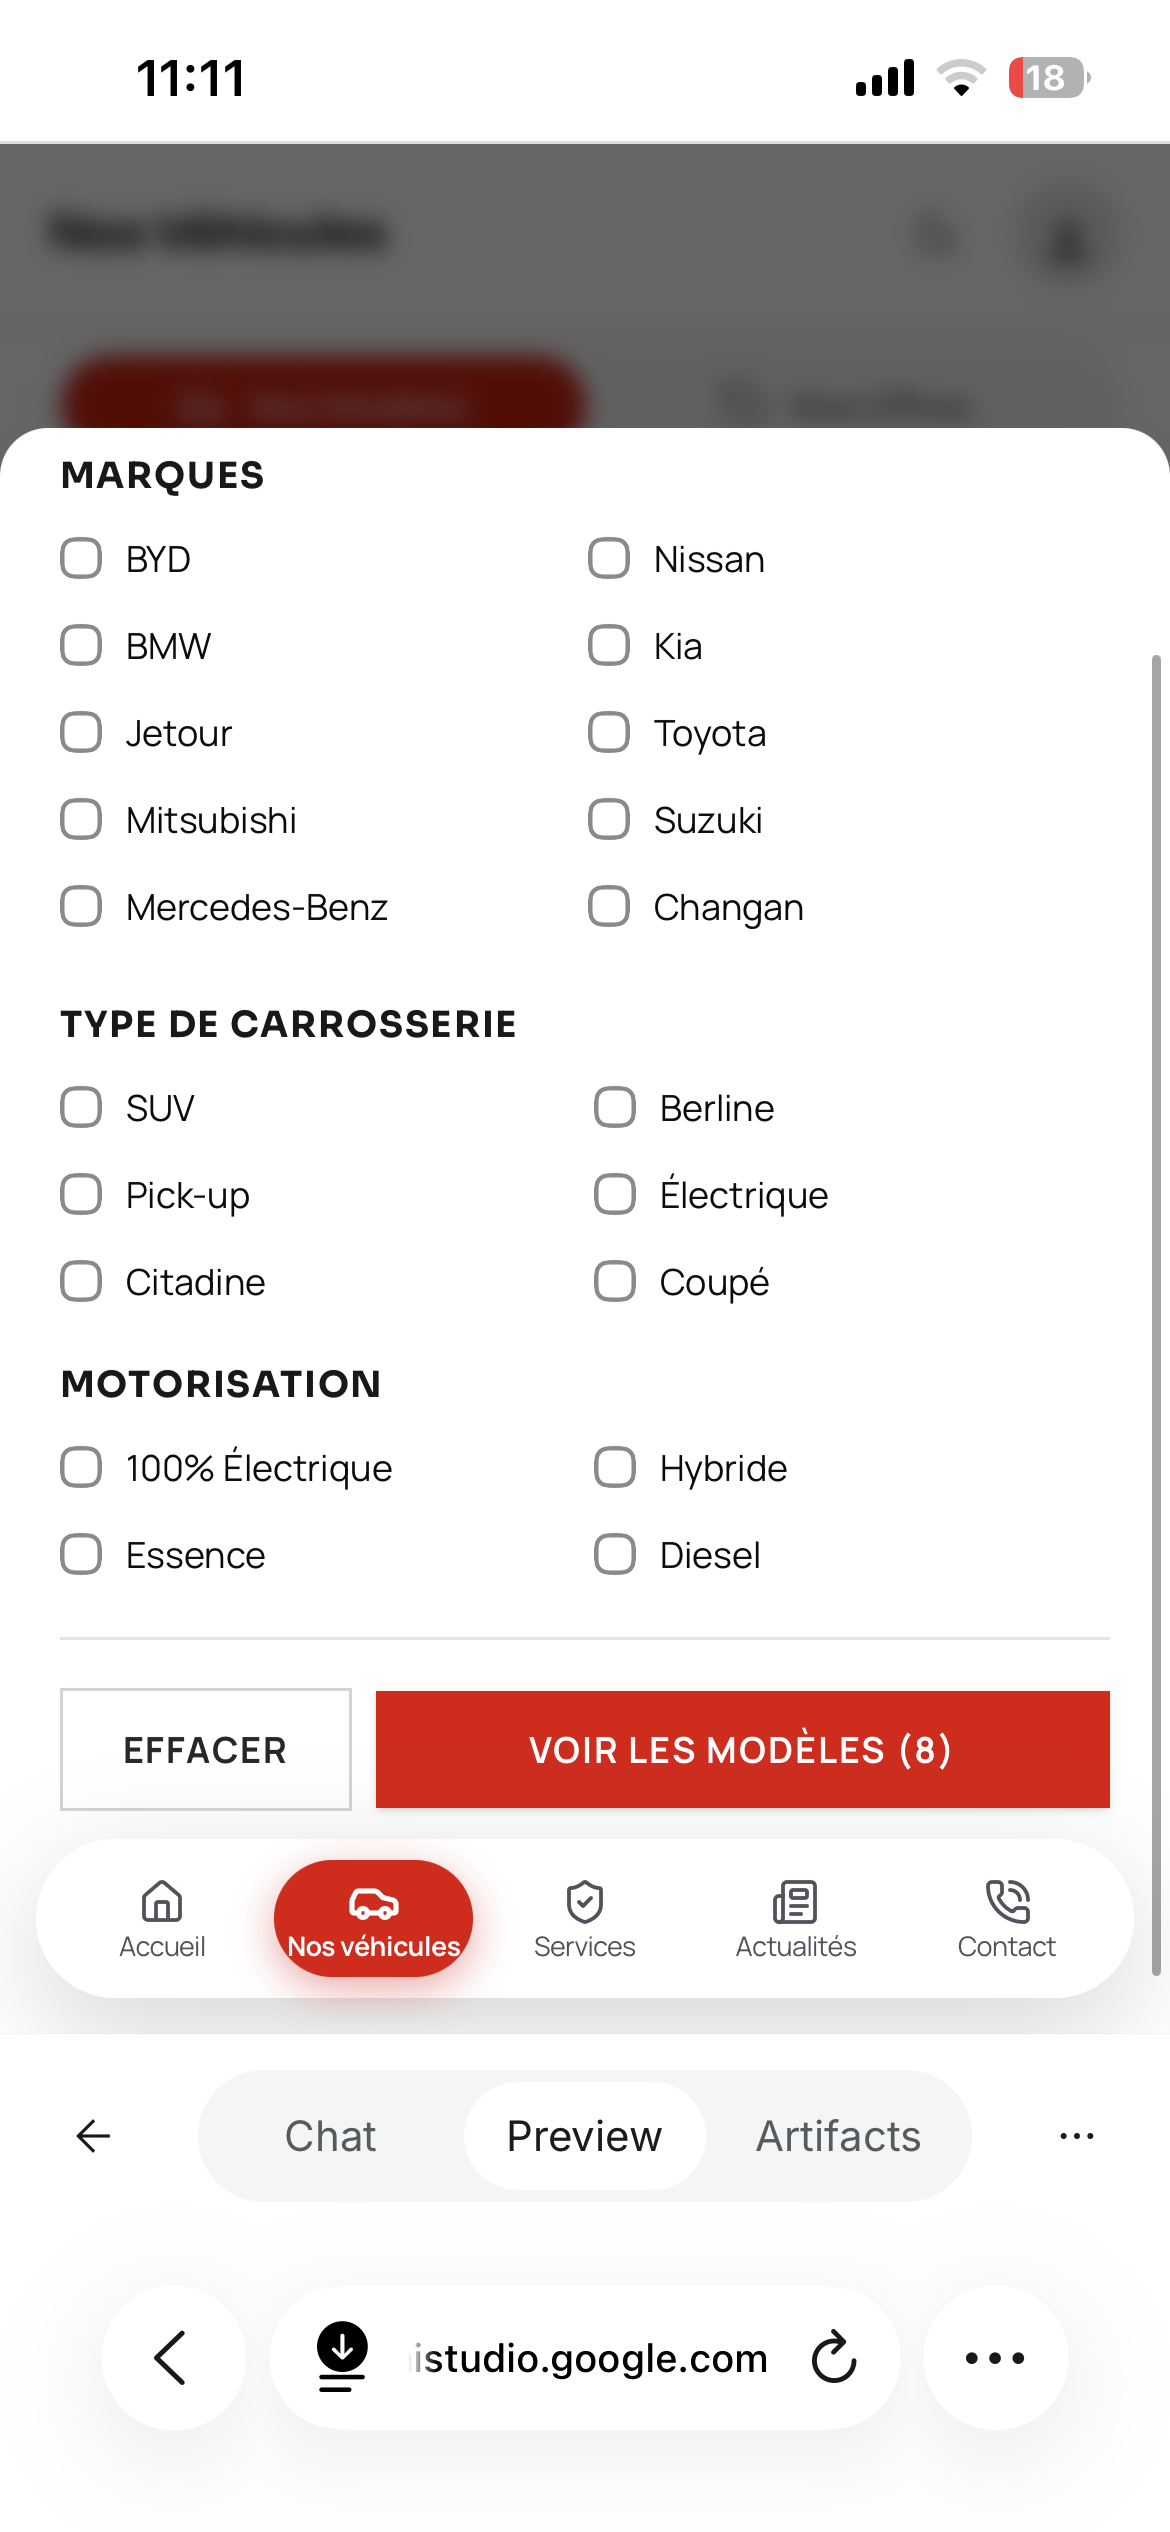 11:11
18
Nos Véhicules
MARQUES
BYD
Nissan
BMW
Kia
Jetour
Toyota
Mitsubishi
Suzuki
Mercedes-Benz
Changan
TYPE DE CARROSSERIE
SUV
Berline
Pick-up
Électrique
Citadine
Coupé
MOTORISATION
100% Électrique
Hybride
Essence
Diesel
EFFACER
VOIR LES MODÈLES (8)
Accueil
Nos véhicules
Services
Actualités
Contact
Chat
Preview
Artifacts
istudio.google.com